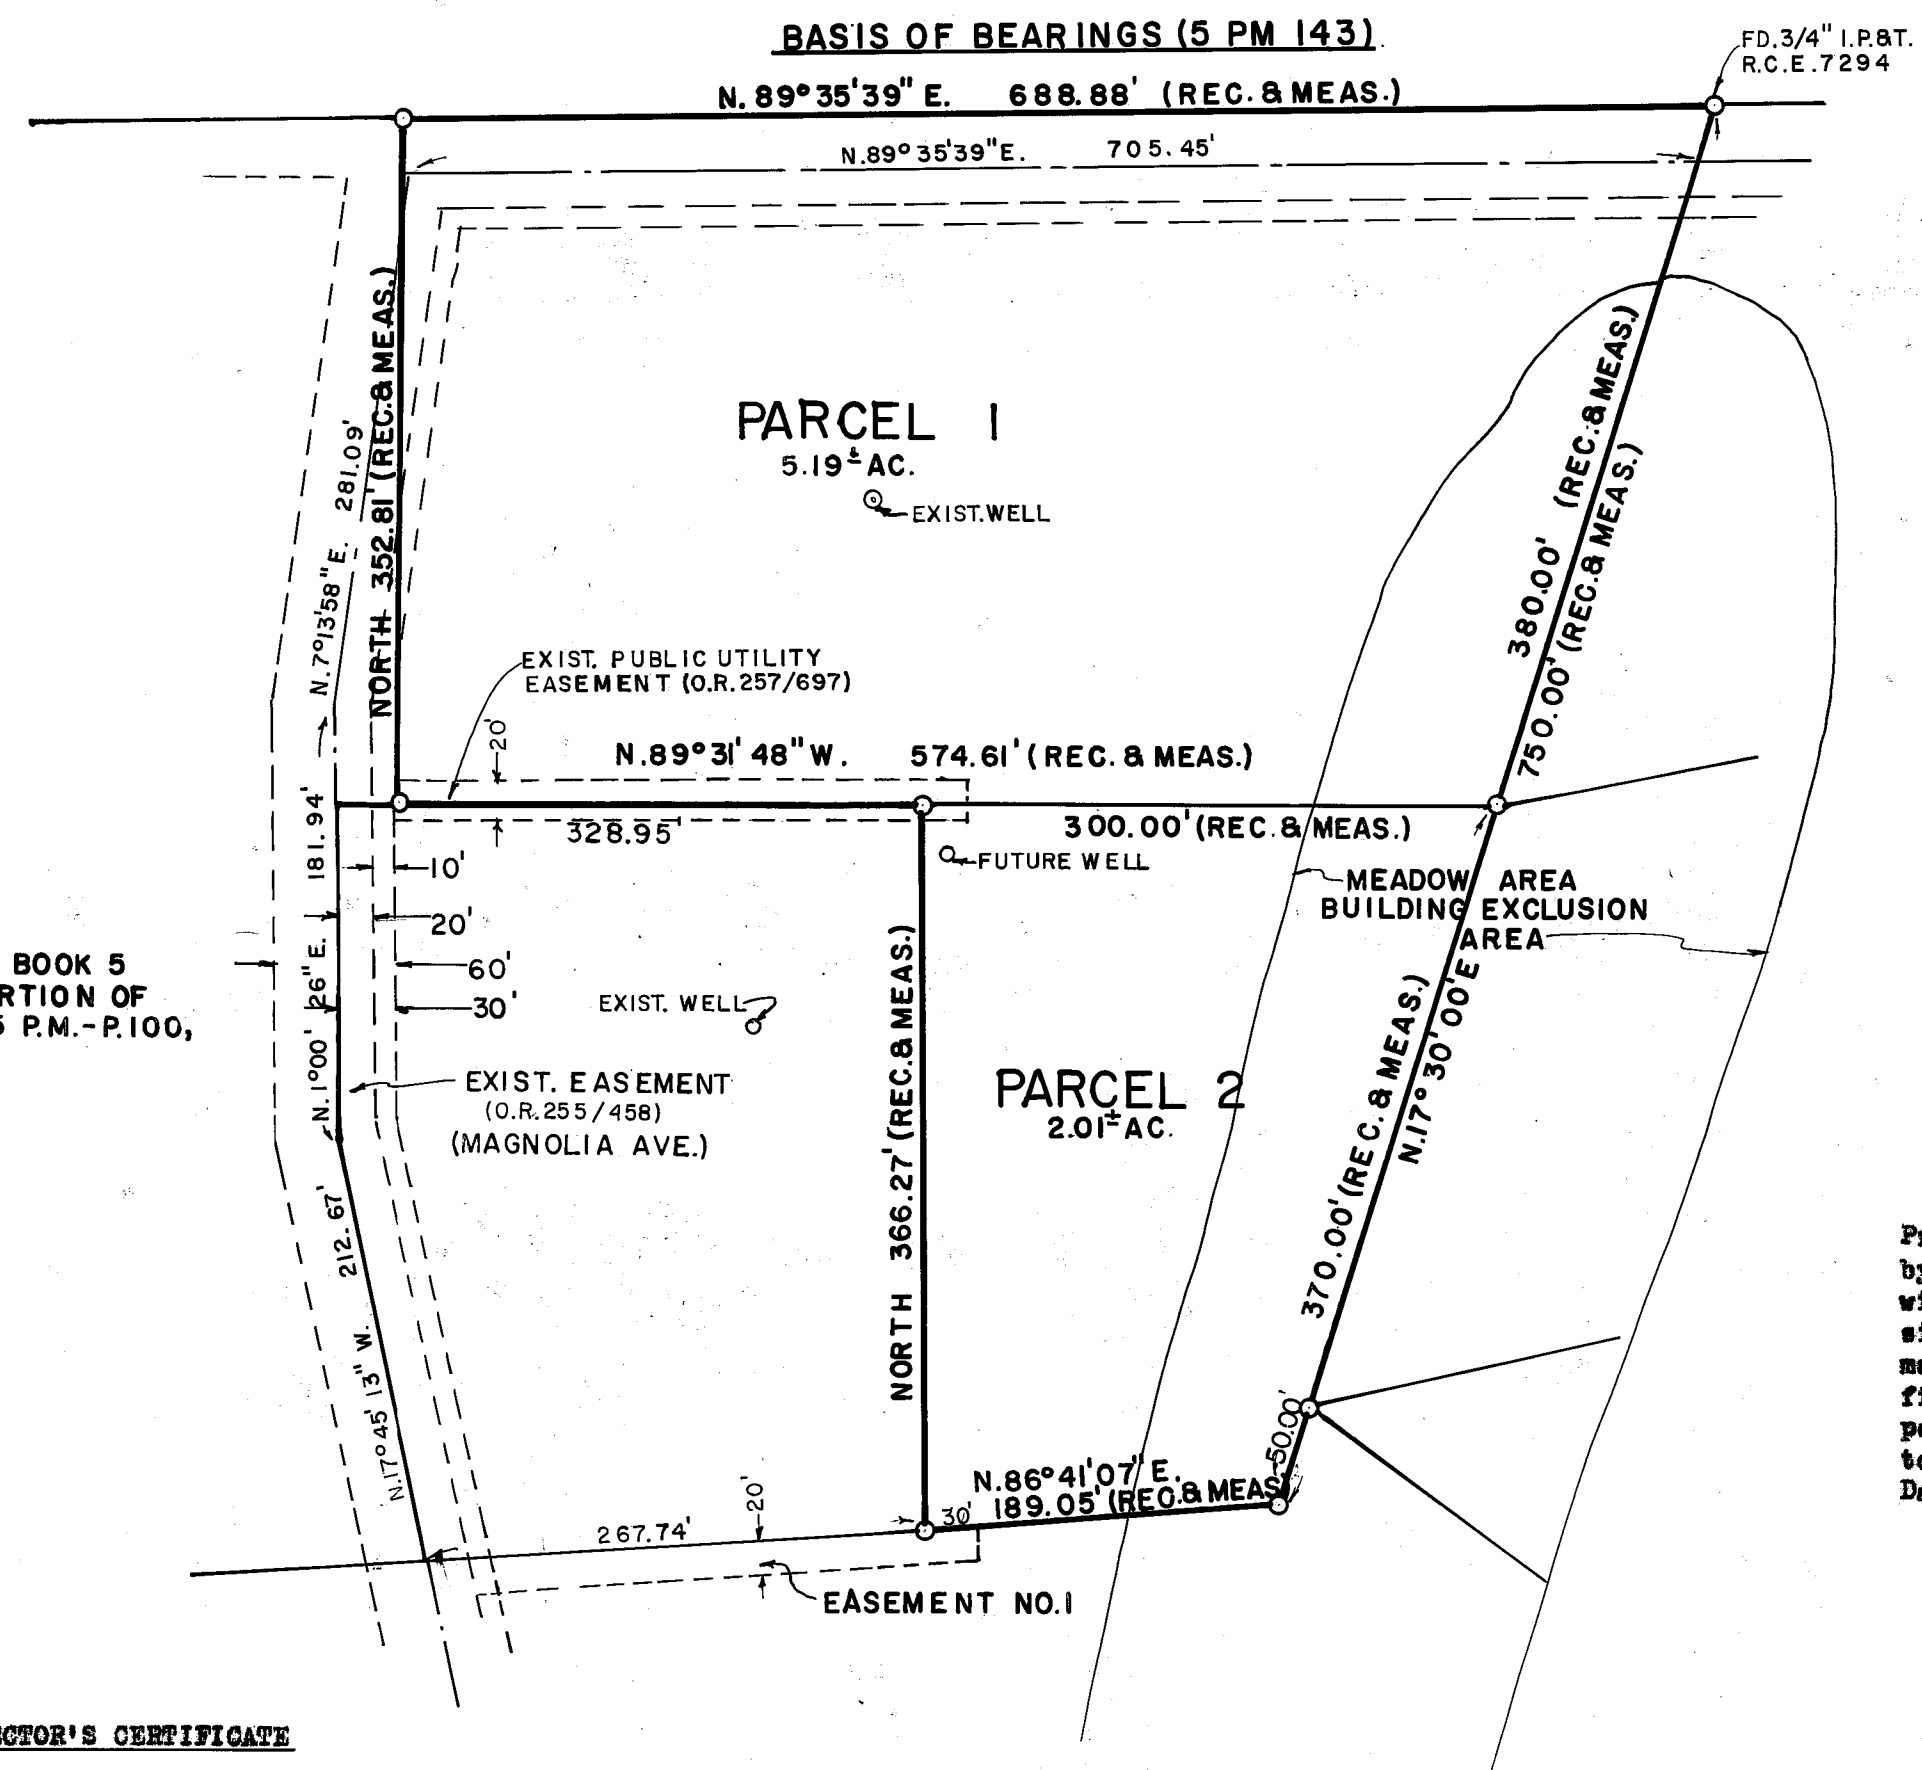 BASIS OF BEARINGS (5 PM 143)
FD. 3/4" I.P.&T.
R.C.E. 7294
N. 89°35'39" E. 688.88' (REC. & MEAS.)
N. 89°35'39" E. 705.45'
NORTH 352.81' (REC. & MEAS.)
N. 7°13'58" E. 281.09'
PARCEL 1
5.19± AC.
EXIST. WELL
380.00' (REC. & MEAS.)
750.00' (REC. & MEAS.)
EXIST. PUBLIC UTILITY
EASEMENT (O.R. 257/697)
20'
N. 89°31'48" W. 574.61' (REC. & MEAS.)
328.95'
300.00' (REC. & MEAS.)
FUTURE WELL
181.94'
10'
20'
60'
30'
N. 1°00' 26" E.
MEADOW AREA
BUILDING EXCLUSION
AREA
BOOK 5
RTION OF
5 P.M.-P. 100,
EXIST. WELL
EXIST. EASEMENT
(O.R. 255/458)
(MAGNOLIA AVE.)
NORTH 366.27' (REC. & MEAS.)
PARCEL 2
2.01± AC.
370.00' (REC. & MEAS.)
N. 17° 30' 00" E
212.67'
N. 17° 45' 13" W.
50.00'
N. 86°41'07" E.
189.05' (REC. & MEAS.
30'
20'
267.74'
EASEMENT NO. 1
by
te
CTOR'S CERTIFICATE